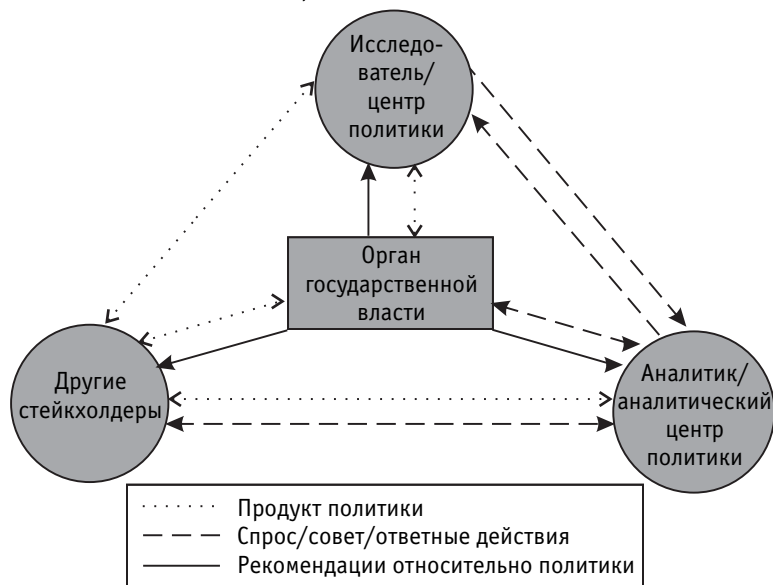 Исследо-
ватель/
центр
политики
Орган
государственной
власти
Другие
стейкхолдеры
Аналитик/
аналитический
центр
политики
Продукт политики
Спрос/совет/ответные действия
Рекомендации относительно политики